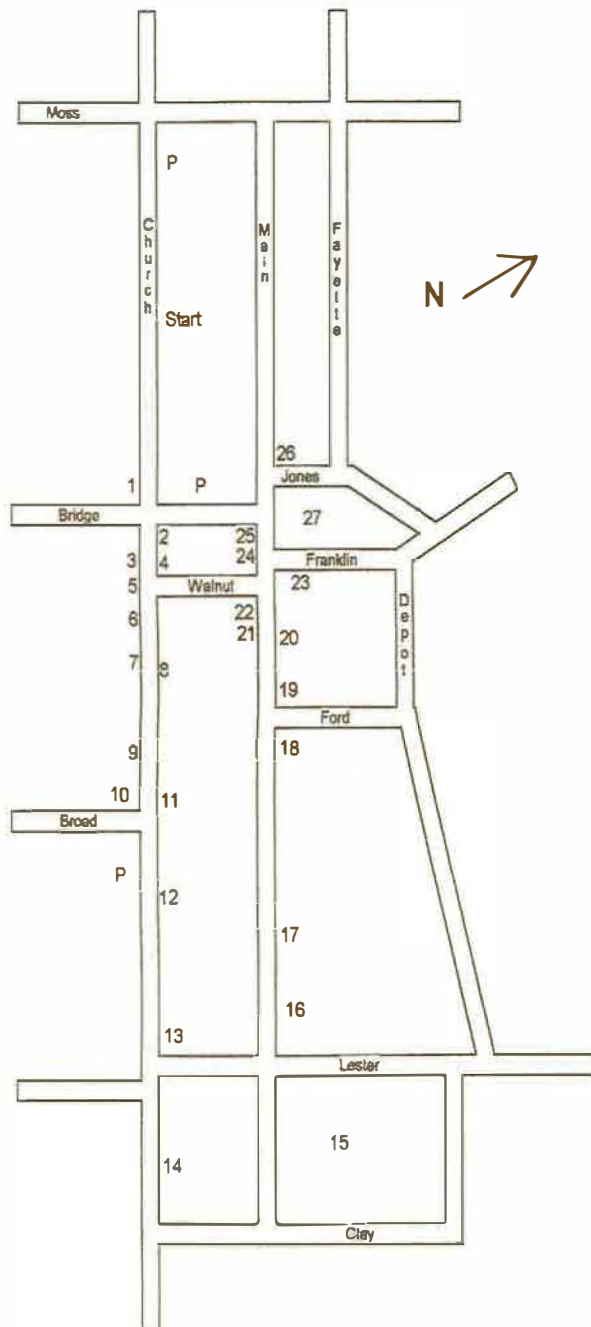 Moss
P
Church
Main
Fayette
N
Start
26
Jones
1
P
Bridge
27
2
25
3
4
24
Franklin
5
Walnut
23
Depot
6
22
21
20
7
8
19
Ford
9
18
10
11
Broad
P
12
17
16
13
Lester
15
14
Clay